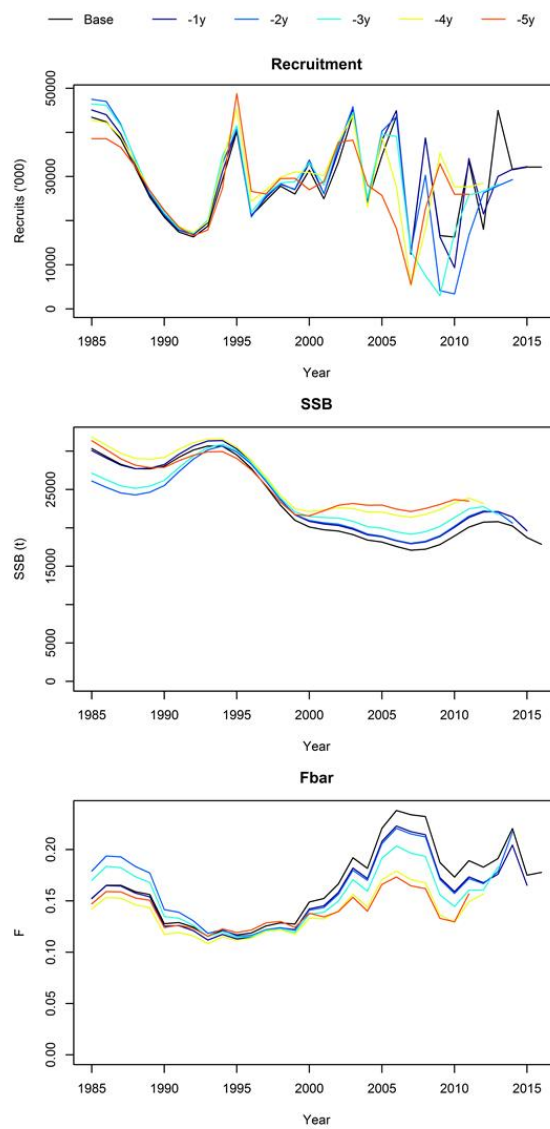 Base -1y -2y -3y -4y -5y
Recruitment
Recruits ('000)
0 10000 30000 50000
1985 1990 1995 2000 2005 2010 2015
Year
SSB
SSB (t)
0 5000 15000 25000
1985 1990 1995 2000 2005 2010 2015
Year
Fbar
F
0.00 0.05 0.10 0.15 0.20
1985 1990 1995 2000 2005 2010 2015
Year